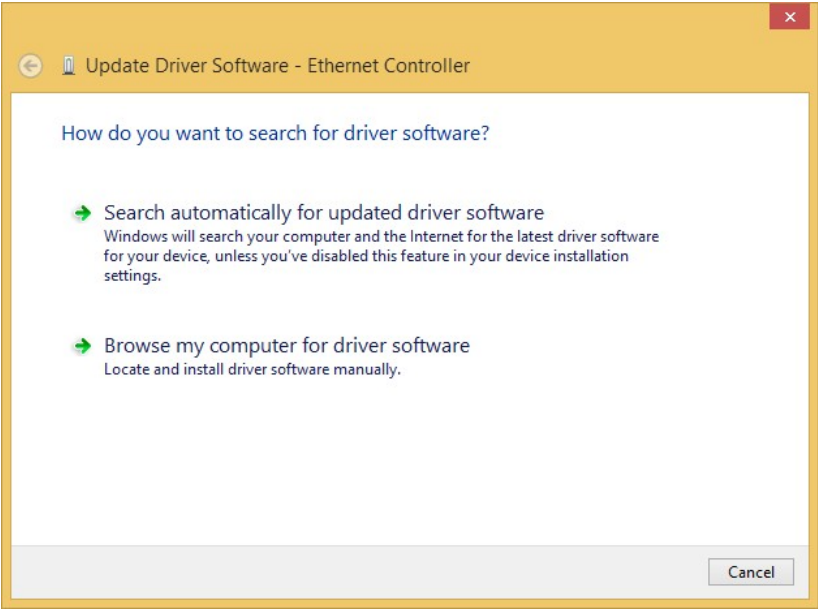 Update Driver Software - Ethernet Controller
How do you want to search for driver software?
Search automatically for updated driver software
Windows will search your computer and the Internet for the latest driver software
for your device, unless you've disabled this feature in your device installation
settings.
Browse my computer for driver software
Locate and install driver software manually.
Cancel